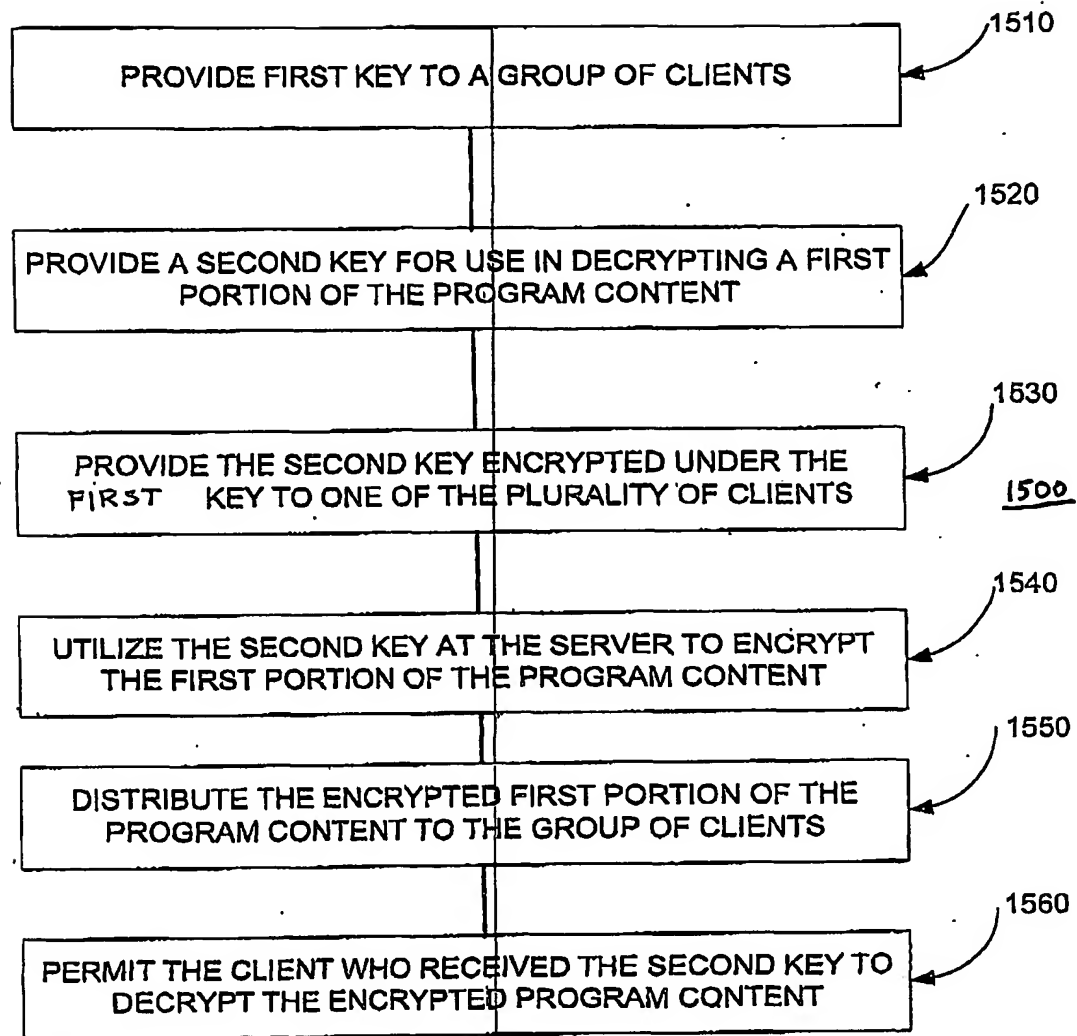 1510
PROVIDE FIRST KEY TO A GROUP OF CLIENTS
1520
PROVIDE A SECOND KEY FOR USE IN DECRYPTING A FIRST
PORTION OF THE PROGRAM CONTENT
1530
PROVIDE THE SECOND KEY ENCRYPTED UNDER THE
FIRST KEY TO ONE OF THE PLURALITY OF CLIENTS
1500
1540
UTILIZE THE SECOND KEY AT THE SERVER TO ENCRYPT
THE FIRST PORTION OF THE PROGRAM CONTENT
1550
DISTRIBUTE THE ENCRYPTED FIRST PORTION OF THE
PROGRAM CONTENT TO THE GROUP OF CLIENTS
1560
PERMIT THE CLIENT WHO RECEIVED THE SECOND KEY TO
DECRYPT THE ENCRYPTED PROGRAM CONTENT